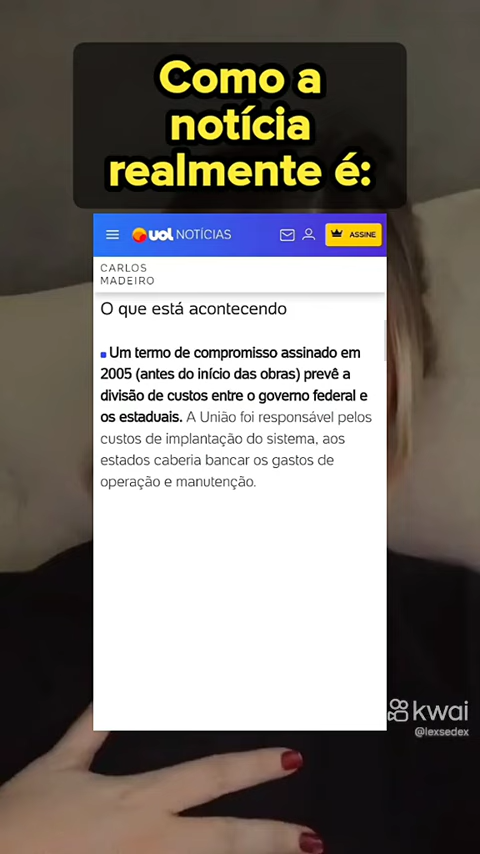 Como a
notícia
realmente é:
uol NOTÍCIAS
ASSINE
CARLOS
MADEIRO
O que está acontecendo
Um termo de compromisso assinado em
2005 (antes do início das obras) prevê a
divisão de custos entre o governo federal e
os estaduais. A União foi responsável pelos
custos de implantação do sistema, aos
estados caberia bancar os gastos de
operação e manutenção.
kwai
@lexsedex